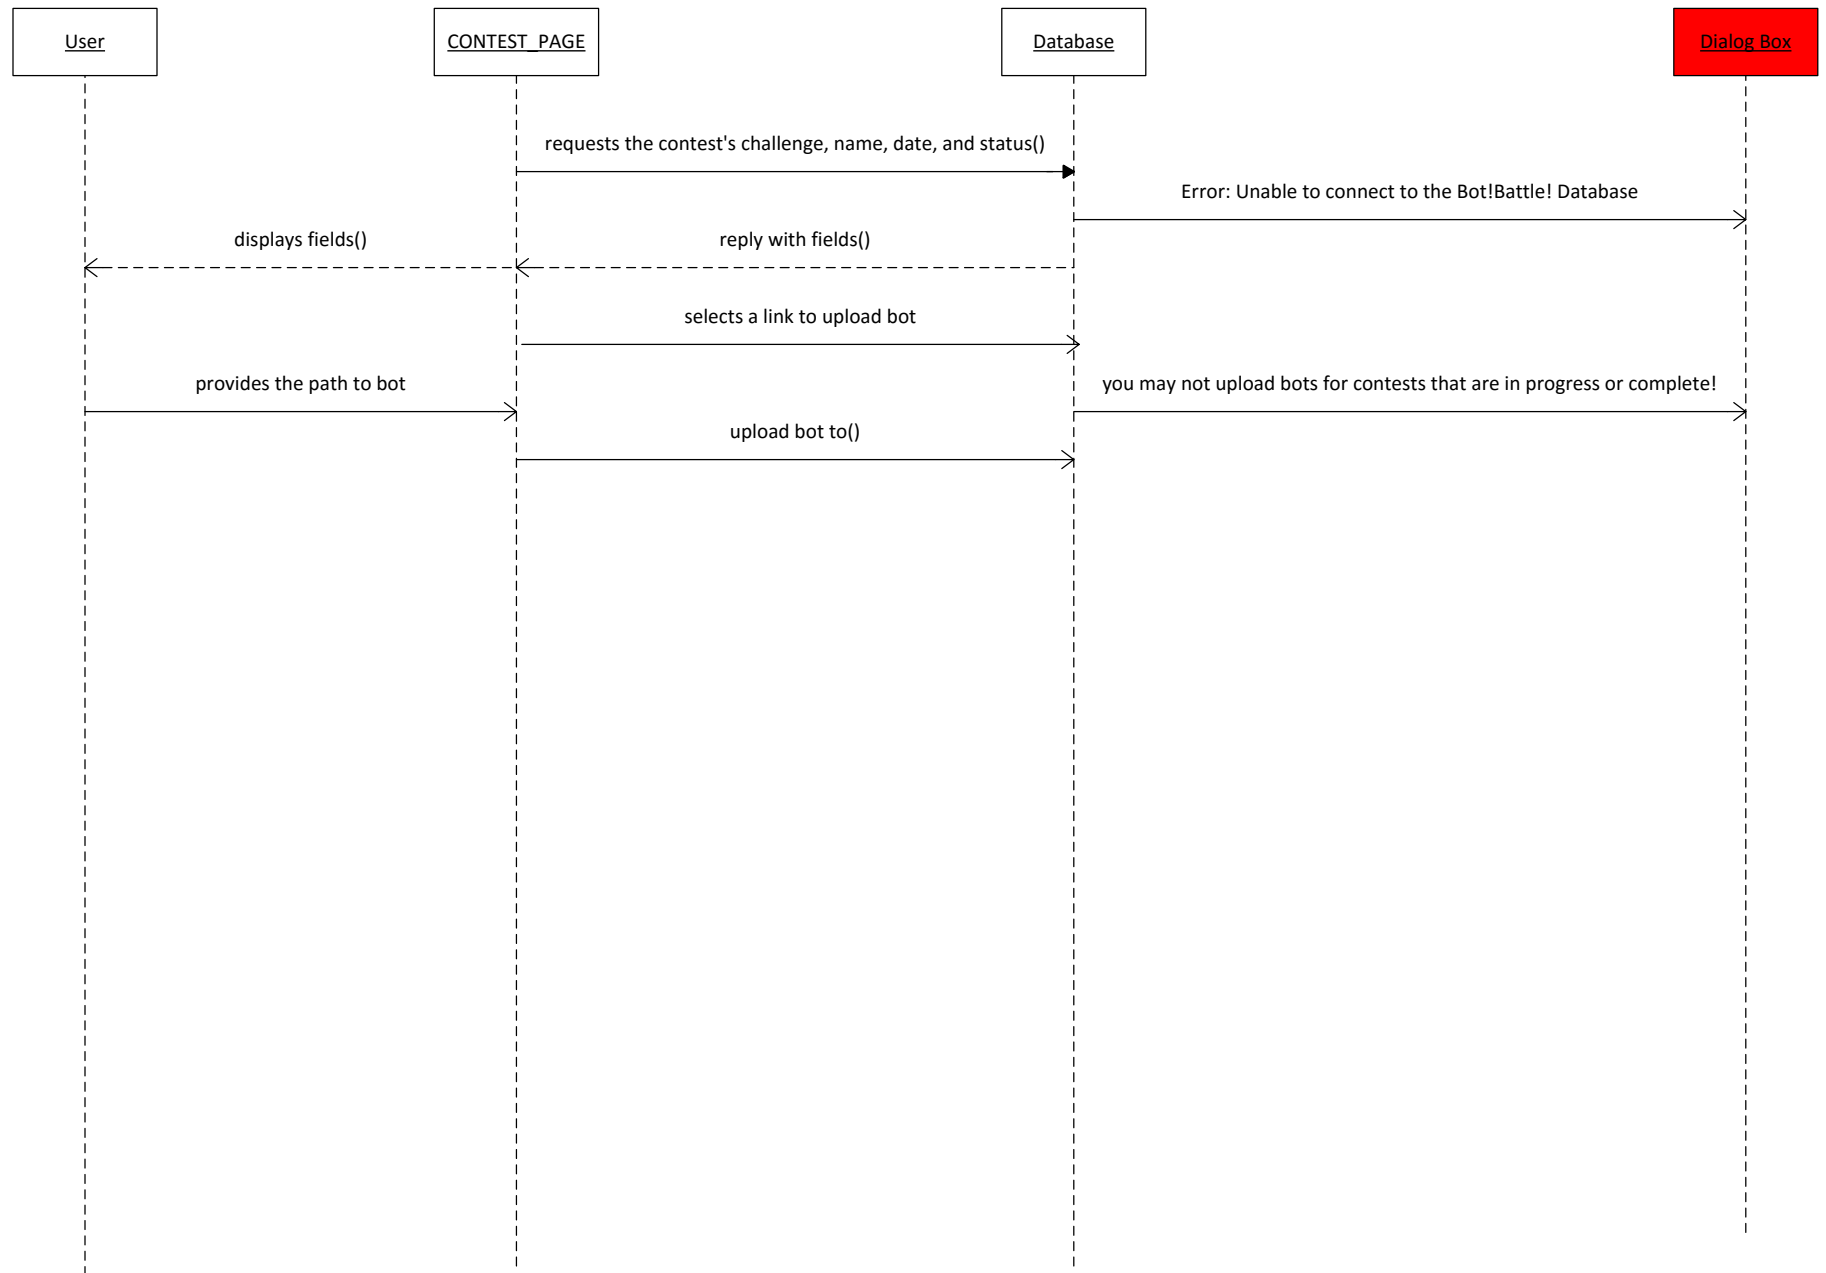 User
CONTEST_PAGE
Database
Dialog Box
requests the contest's challenge, name, date, and status()
Error: Unable to connect to the Bot!Battle! Database
displays fields()
reply with fields()
selects a link to upload bot
provides the path to bot
you may not upload bots for contests that are in progress or complete!
upload bot to()